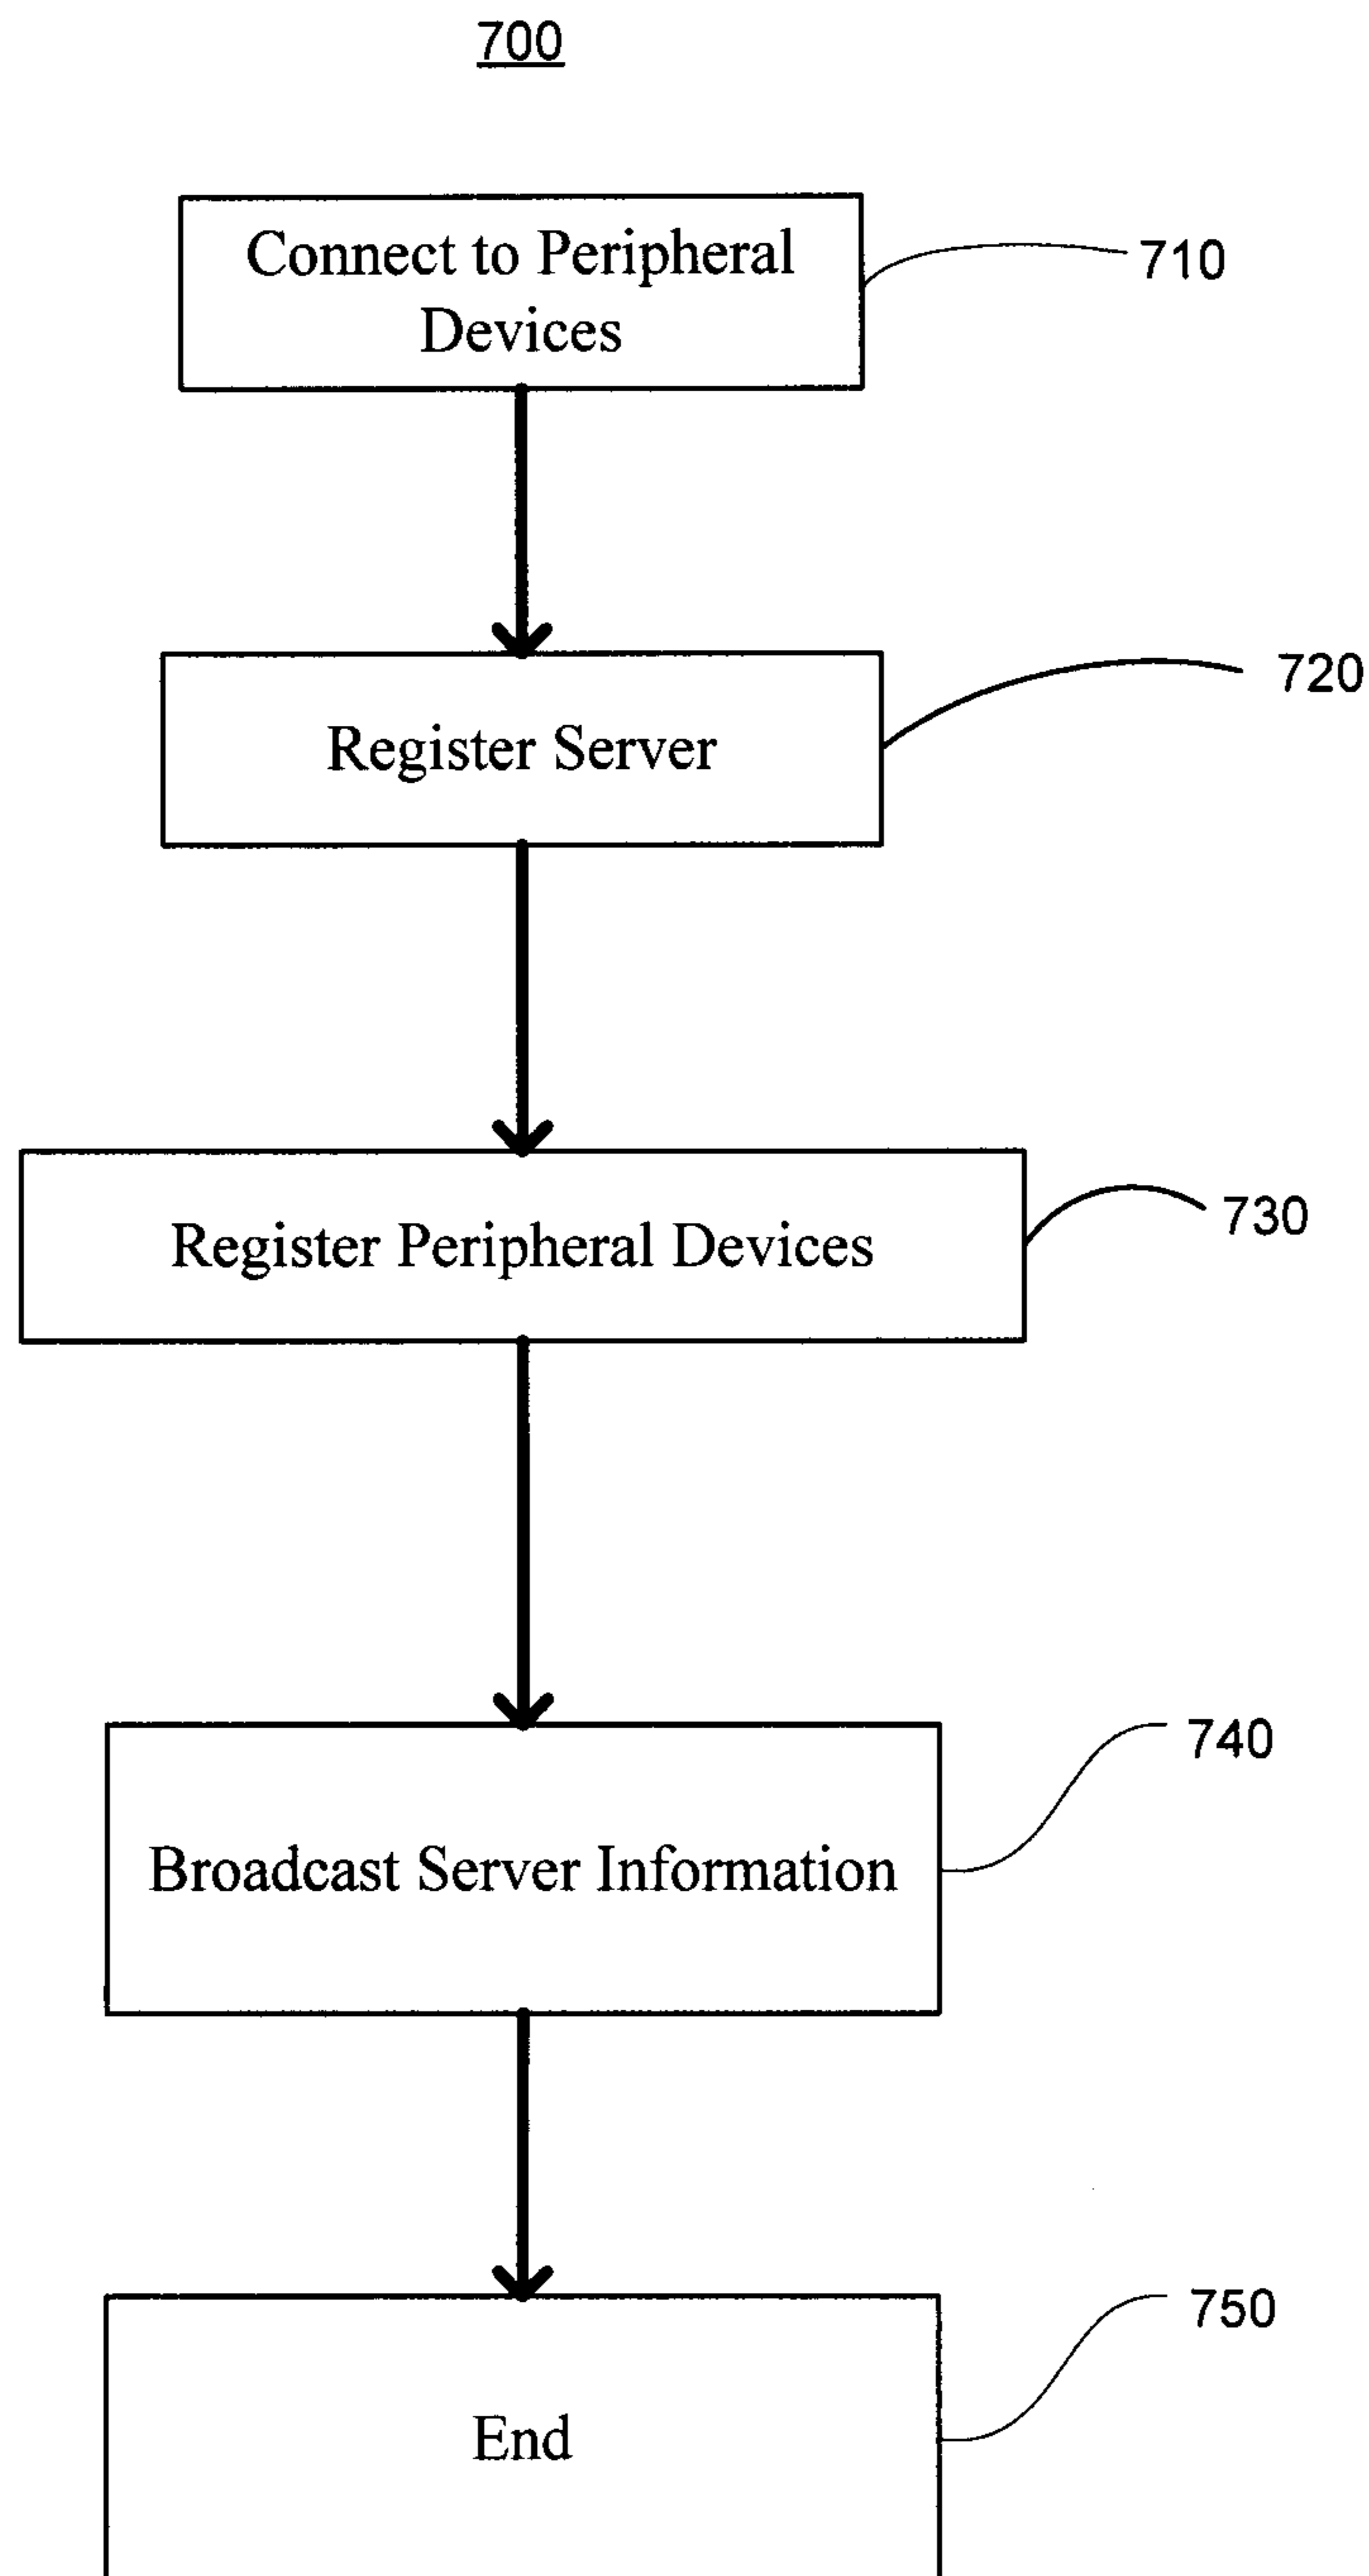 700
Connect to Peripheral
Devices
710
Register Server
720
Register Peripheral Devices
730
Broadcast Server Information
740
End
750